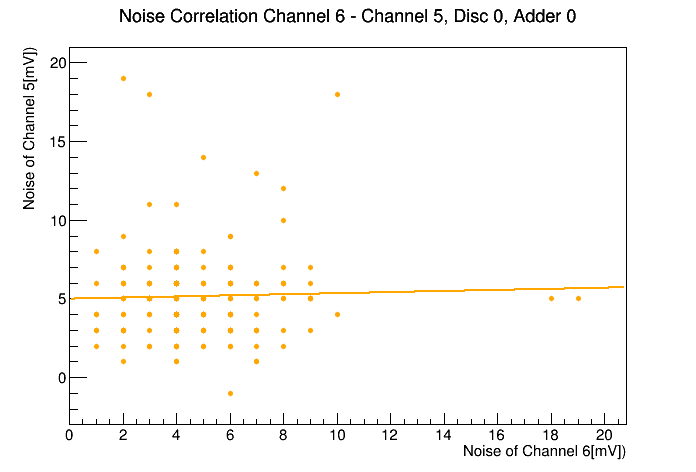 Noise Correlation Channel 6 - Channel 5, Disc 0, Adder 0
Noise of Channel 5[mV])
20
15
10
5
0
0 2 4 6 8 10 12 14 16 18 20
Noise of Channel 6[mV])